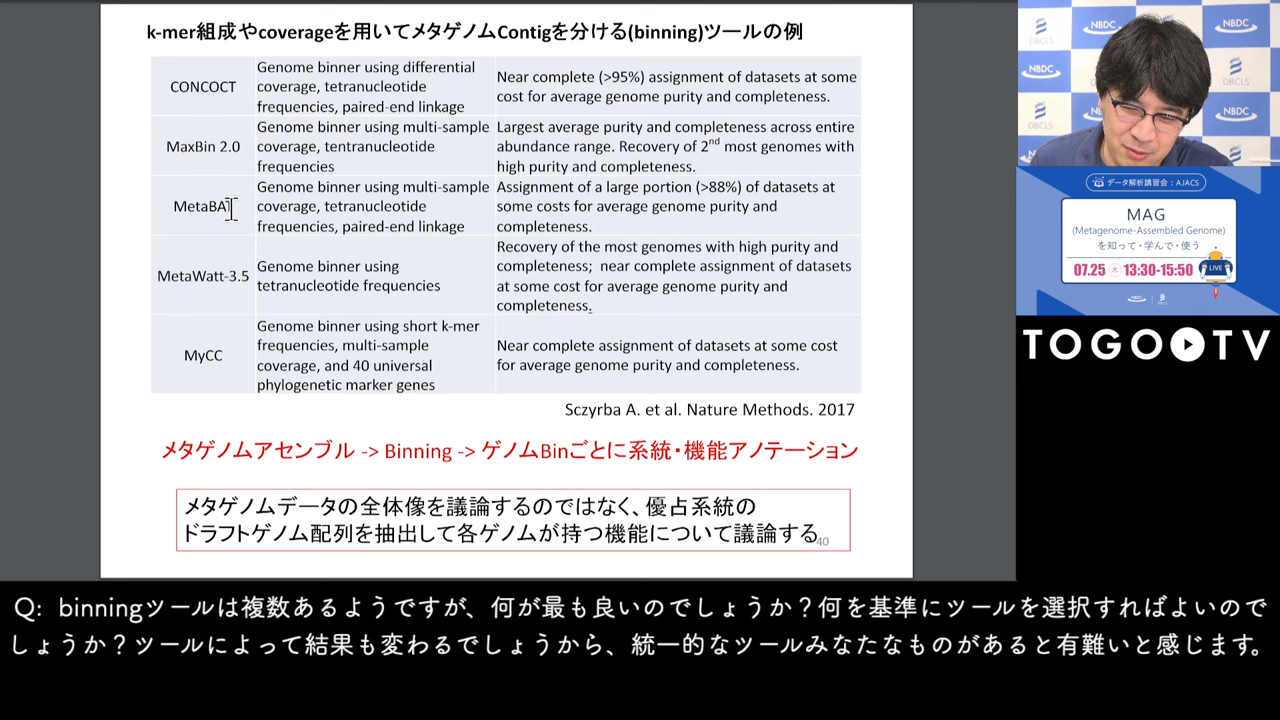 k-mer組成やcoverageを用いてメタゲノムContigを分ける(binning)ツールの例
CONCOCT
Genome binner using differential
coverage, tetranucleotide
frequencies, paired-end linkage
Near complete (>95%) assignment of datasets at some
cost for average genome purity and completeness.
MaxBin 2.0
Genome binner using multi-sample
coverage, tentranucleotide
frequencies
Largest average purity and completeness across entire
abundance range. Recovery of 2nd most genomes with
high purity and completeness.
Genome binner using multi-sample
coverage, tetranucleotide
frequencies, paired-end linkage
Assignment of a large portion (>88%) of datasets at
some costs for average genome purity and
completeness.
MetaWatt-3.5
Genome binner using
tetranucleotide frequencies
Recovery of the most genomes with high purity and
completeness; near complete assignment of datasets
at some cost for average genome purity and
completeness.
MyCC
Genome binner using short k-mer
frequencies, multi-sample
coverage, and 40 universal
phylogenetic marker genes
Near complete assignment of datasets at some cost
for average genome purity and completeness.
Sczyrba A. et al. Nature Methods. 2017
メタゲノムアセンブル -> Binning -> ゲノムBinごとに系統・機能アノテーション
メタゲノムデータの全体像を議論するのではなく、優占系統の
ドラフトゲノム配列を抽出して各ゲノムが持つ機能について議論する
40
NBDC
DBCLS
NBDC
NBDC
DBCLS
DBCLS
NBDC
データ解析講習会:AJACS
MAG
(Metagenome-Assembled Genome)
を知って・学んで・使う
07.25 木 13:30-15:50
LIVE
NBDC
DBCLS
TOGO TV
Q: binningツールは複数あるようですが、何が最も良いのでしょうか?何を基準にツールを選択すればよいので
しょうか?ツールによって結果も変わるでしょうから、統一的なツールみなたなものがあると有難いと感じます。